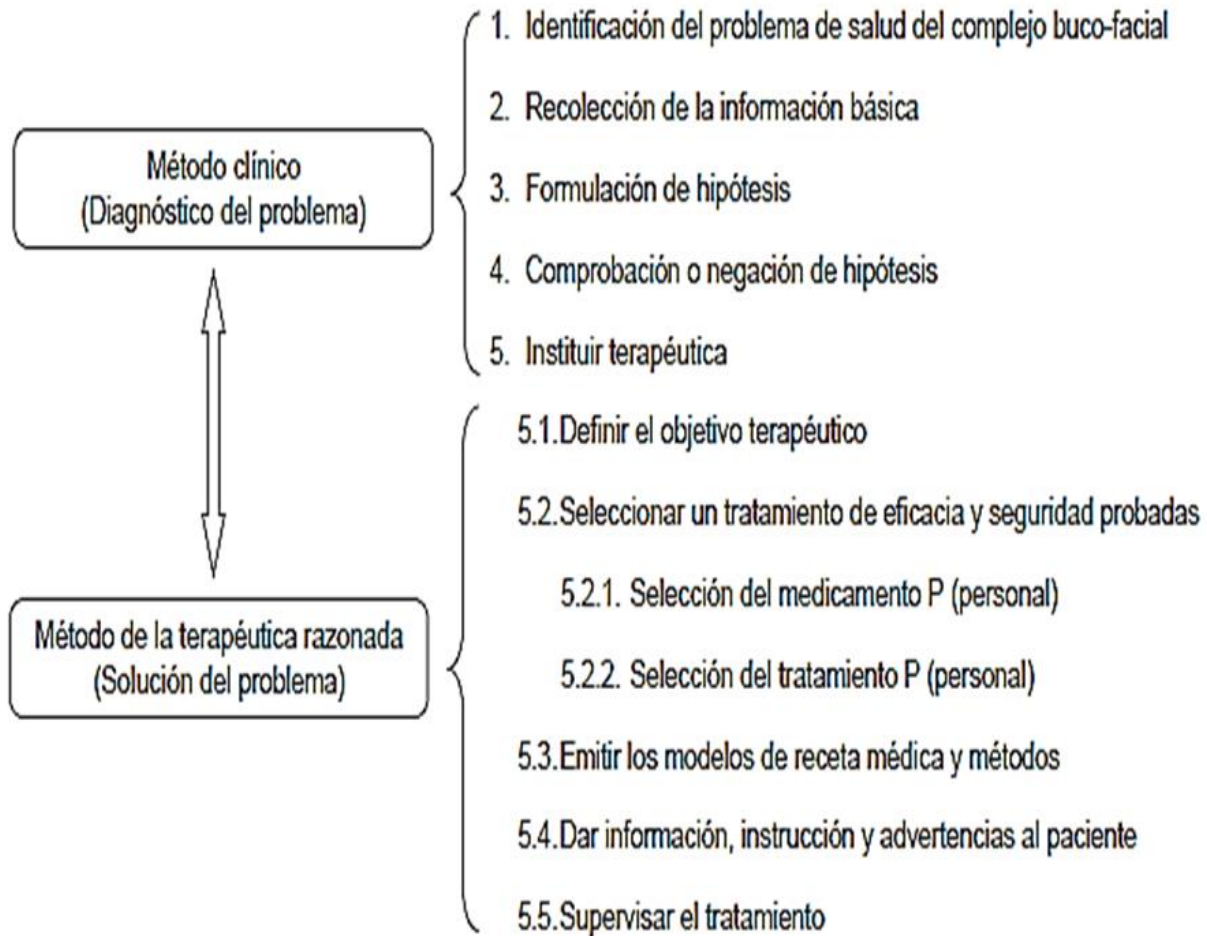 1. Identificación del problema de salud del complejo buco-facial
2. Recolección de la información básica
Método clínico
(Diagnóstico del problema)
3. Formulación de hipótesis
4. Comprobación o negación de hipótesis
5. Instituir terapéutica
5.1.Definir el objetivo terapéutico
5.2.Seleccionar un tratamiento de eficacia y seguridad probadas
5.2.1. Selección del medicamento P (personal)
Método de la terapéutica razonada
(Solución del problema)
5.2.2. Selección del tratamiento P (personal)
5.3.Emitir los modelos de receta médica y métodos
5.4.Dar información, instrucción y advertencias al paciente
5.5.Supervisar el tratamiento